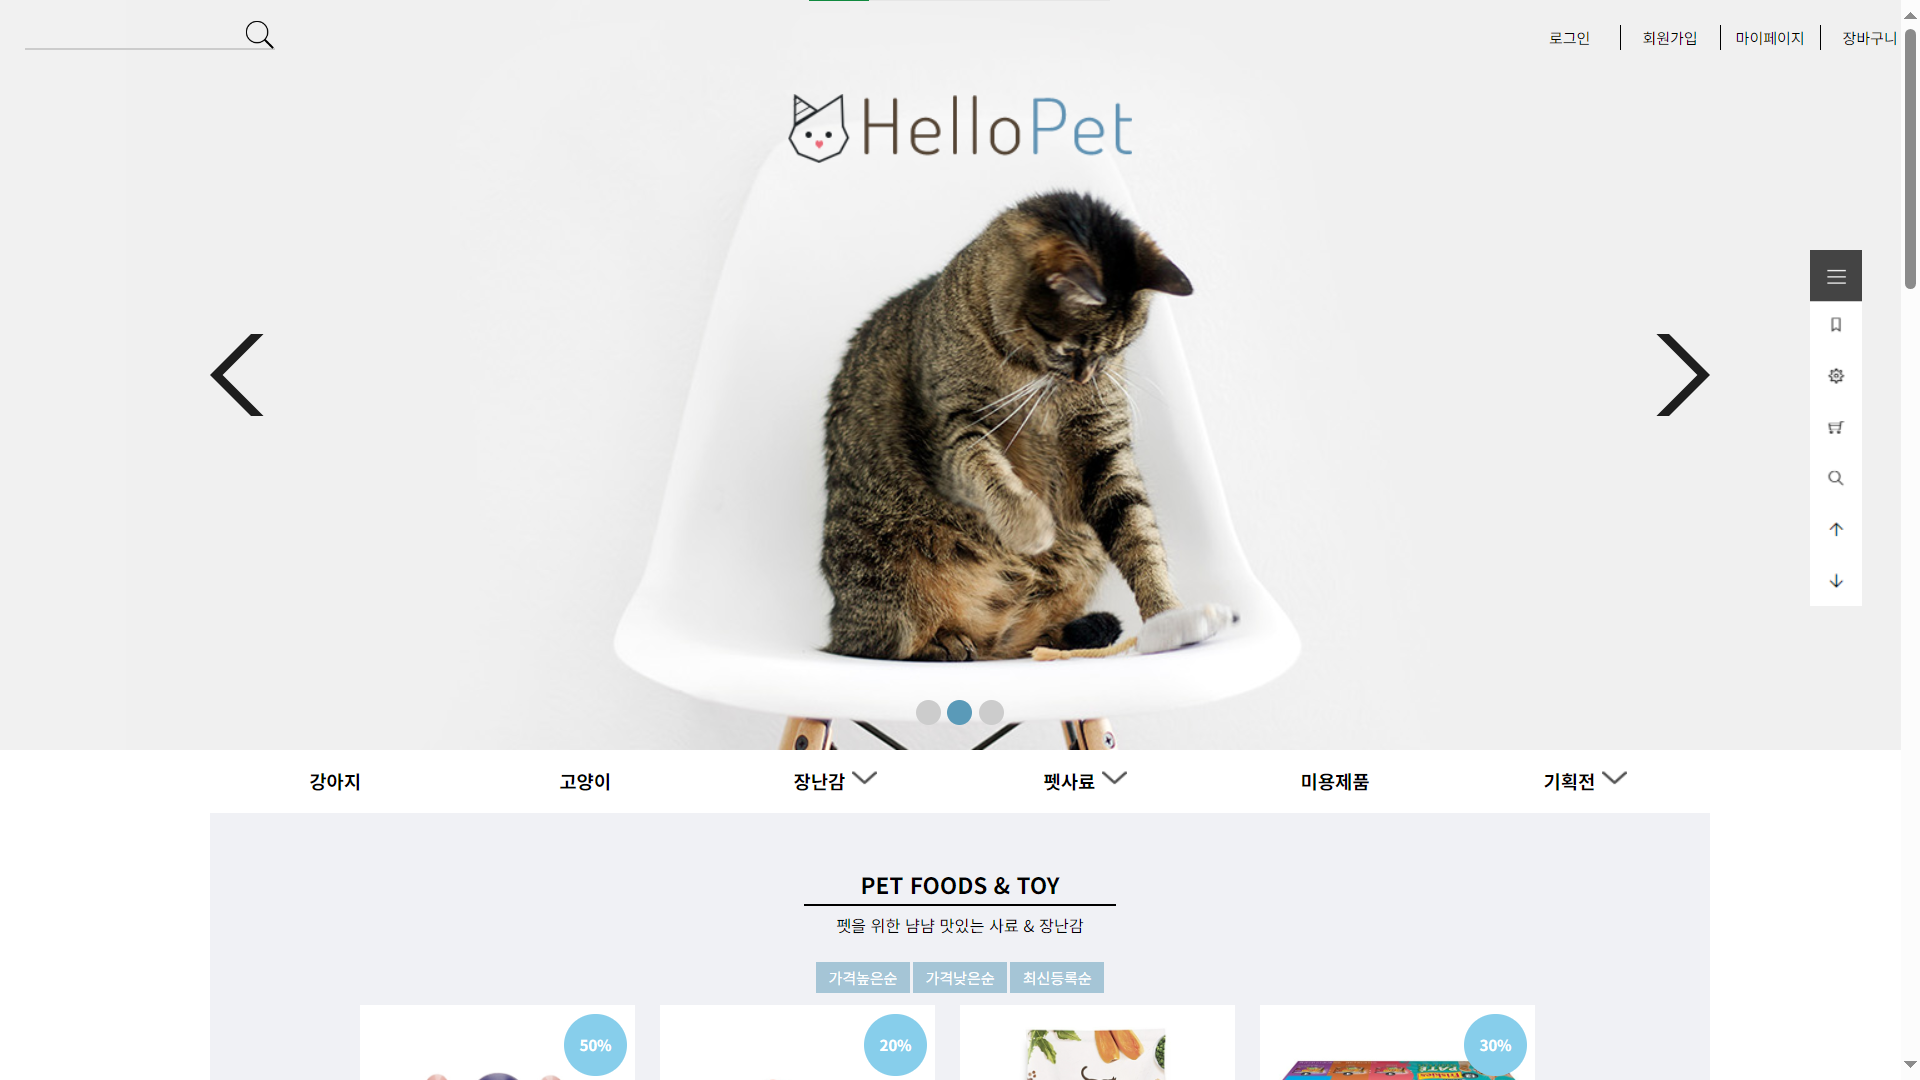 로그인
회원가입
마이페이지
장바구니
HelloPet
강아지
고양이
장난감
펫사료
미용제품
기획전
PET FOODS & TOY
펫을 위한 냠냠 맛있는 사료 & 장난감
가격높은순
가격낮은순
최신등록순
50%
20%
30%
PATE
Friskies